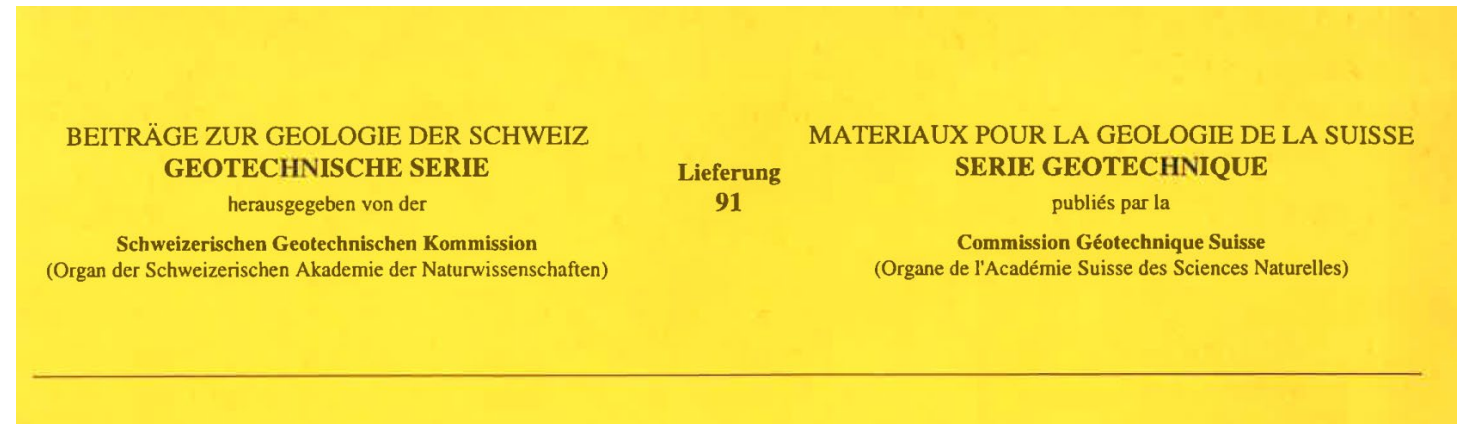 BEITRÄGE ZUR GEOLOGIE DER SCHWEIZ
GEOTECHNISCHE SERIE
herausgegeben von der
Schweizerischen Geotechnischen Kommission
(Organ der Schweizerischen Akademie der Naturwissenschaften)
Lieferung
91
MATERIAUX POUR LA GEOLOGIE DE LA SUISSE
SERIE GEOTECHNIQUE
publiés par la
Commission Géotechnique Suisse
(Organe de l'Académie Suisse des Sciences Naturelles)